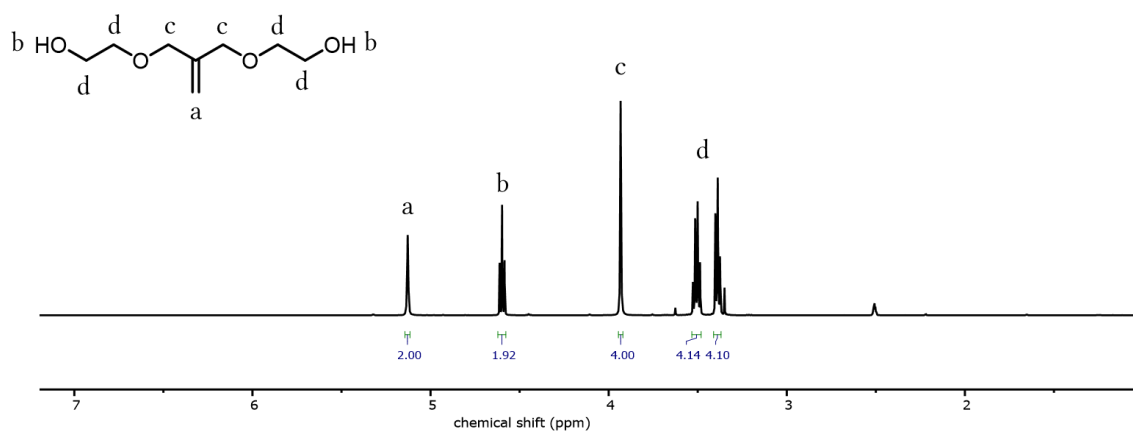 d c c d
b HO O O OH b
d d
a
c
d
b
a
2.00 1.92 4.00 4.14 4.10
7 6 5 4 3 2
chemical shift (ppm)